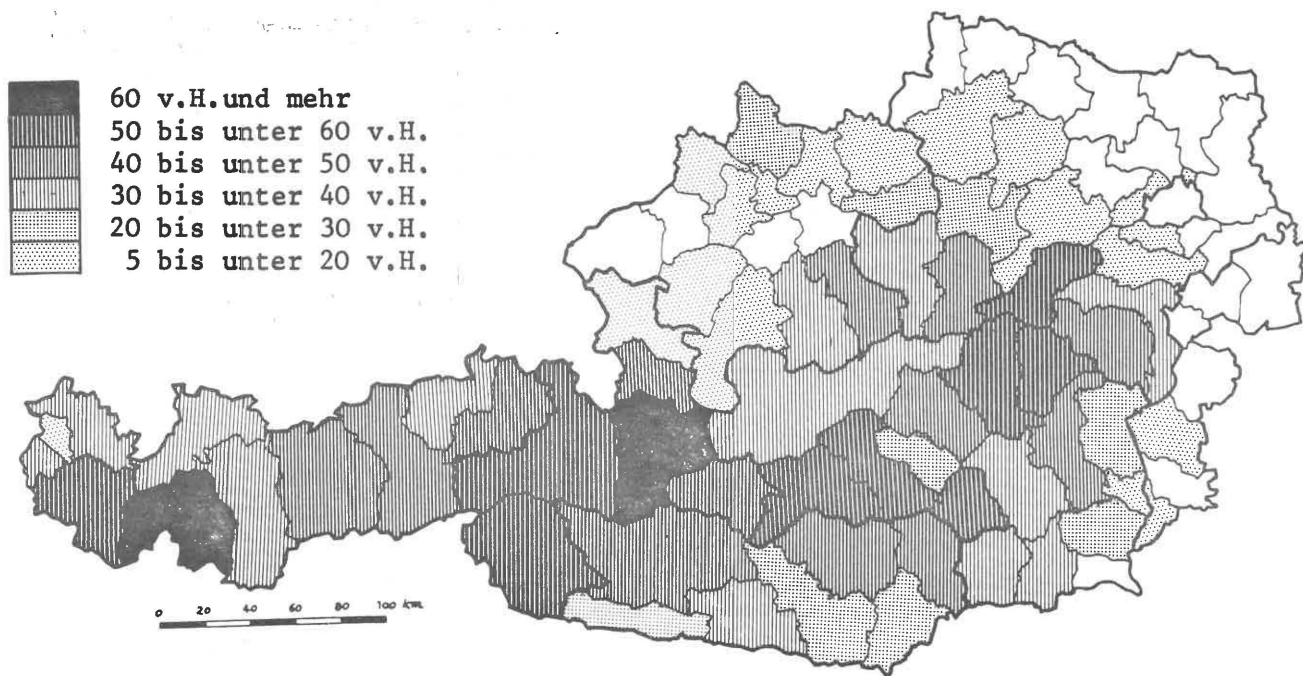 60 v.H.und mehr
50 bis unter 60 v.H.
40 bis unter 50 v.H.
30 bis unter 40 v.H.
20 bis unter 30 v.H.
5 bis unter 20 v.H.
0 20 40 60 80 100 km